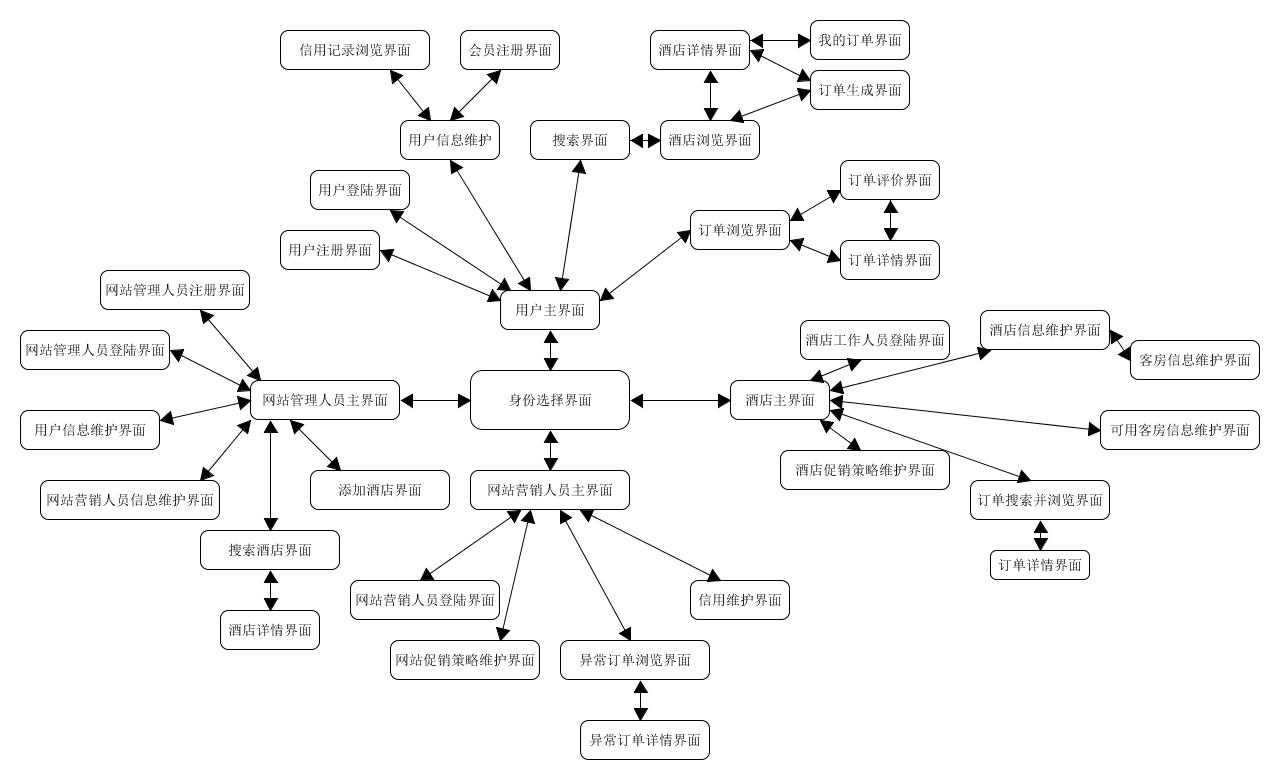 信用记录浏览界面
会员注册界面
酒店详情界面
我的订单界面
订单生成界面
用户信息维护
搜索界面
酒店浏览界面
用户登陆界面
订单评价界面
用户注册界面
订单浏览界面
订单详情界面
网站管理人员注册界面
用户主界面
网站管理人员登陆界面
酒店工作人员登陆界面
酒店信息维护界面
客房信息维护界面
网站管理人员主界面
身份选择界面
酒店主界面
用户信息维护界面
可用客房信息维护界面
网站营销人员信息维护界面
添加酒店界面
网站营销人员主界面
酒店促销策略维护界面
订单搜索并浏览界面
搜索酒店界面
订单详情界面
网站营销人员登陆界面
信用维护界面
酒店详情界面
网站促销策略维护界面
异常订单浏览界面
异常订单详情界面